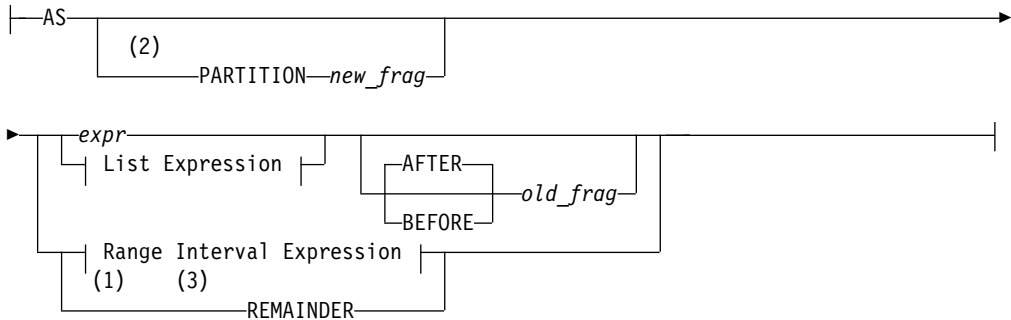 AS
(2)
PARTITION new_frag
expr
List Expression
AFTER
old_frag
BEFORE
Range Interval Expression
(1) (3)
REMAINDER